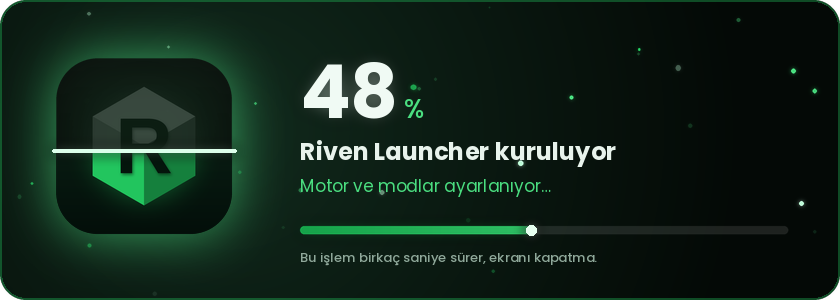 R
48 %
Riven Launcher kuruluyor
Motor ve modlar ayarlanıyor...
Bu işlem birkaç saniye sürer, ekranı kapatma.